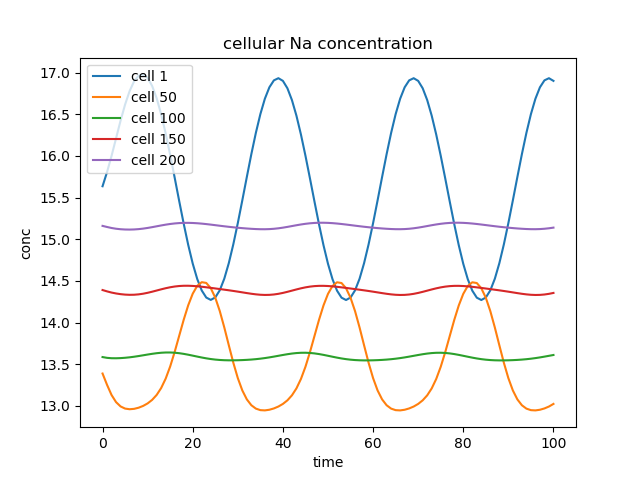 cellular Na concentration
cell 1
cell 50
cell 100
cell 150
cell 200
17.0
16.5
16.0
15.5
15.0
14.5
14.0
13.5
13.0
conc
0 20 40 60 80 100
time